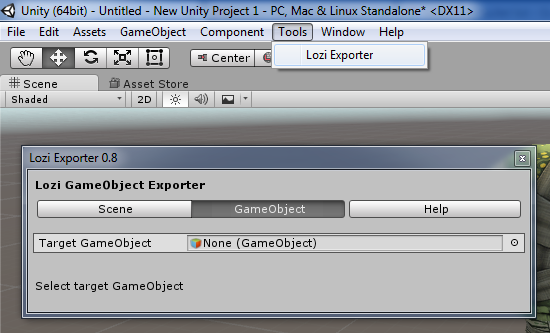 Unity (64bit) - Untitled - New Unity Project 1 - PC, Mac & Linux Standalone* <DX11>
File Edit Assets GameObject Component Tools Window Help
Lozi Exporter
Center
Scene Asset Store
Shaded 2D
Lozi Exporter 0.8 x
Lozi GameObject Exporter
Scene GameObject Help
Target GameObject None (GameObject)
Select target GameObject